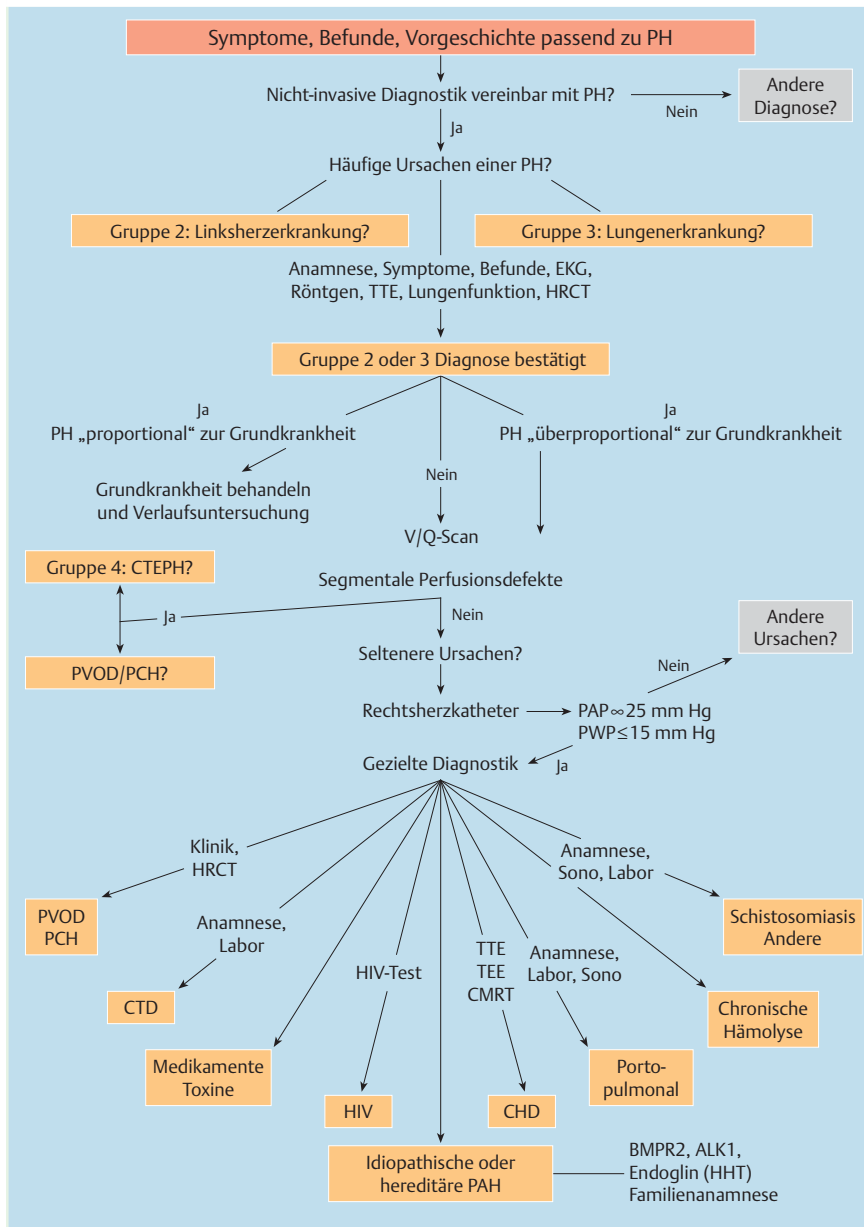 Symptome, Befunde, Vorgeschichte passend zu PH
Nicht-invasive Diagnostik vereinbar mit PH?
Nein
Andere
Diagnose?
Ja
Häufige Ursachen einer PH?
Gruppe 2: Linksherzerkrankung?
Gruppe 3: Lungenerkrankung?
Anamnese, Symptome, Befunde, EKG,
Röntgen, TTE, Lungenfunktion, HRCT
Gruppe 2 oder 3 Diagnose bestätigt
Ja
PH „proportional“ zur Grundkrankheit
Ja
PH „überproportional“ zur Grundkrankheit
Grundkrankheit behandeln
und Verlaufsuntersuchung
Nein
V/Q-Scan
Gruppe 4: CTEPH?
Segmentale Perfusionsdefekte
Ja
Nein
PVOD/PCH?
Seltenere Ursachen?
Andere
Ursachen?
Nein
Rechtsherzkatheter
PAP∞25 mm Hg
PWP≤15 mm Hg
Ja
Gezielte Diagnostik
Klinik,
HRCT
PVOD
PCH
Anamnese,
Labor
CTD
Medikamente
Toxine
HIV-Test
HIV
TTE
TEE
CMRT
CHD
Anamnese,
Labor, Sono
Porto-
pulmonal
Anamnese,
Sono, Labor
Schistosomiasis
Andere
Chronische
Hämolyse
Idiopathische oder
hereditäre PAH
BMPR2, ALK1,
Endoglin (HHT)
Familienanamnese